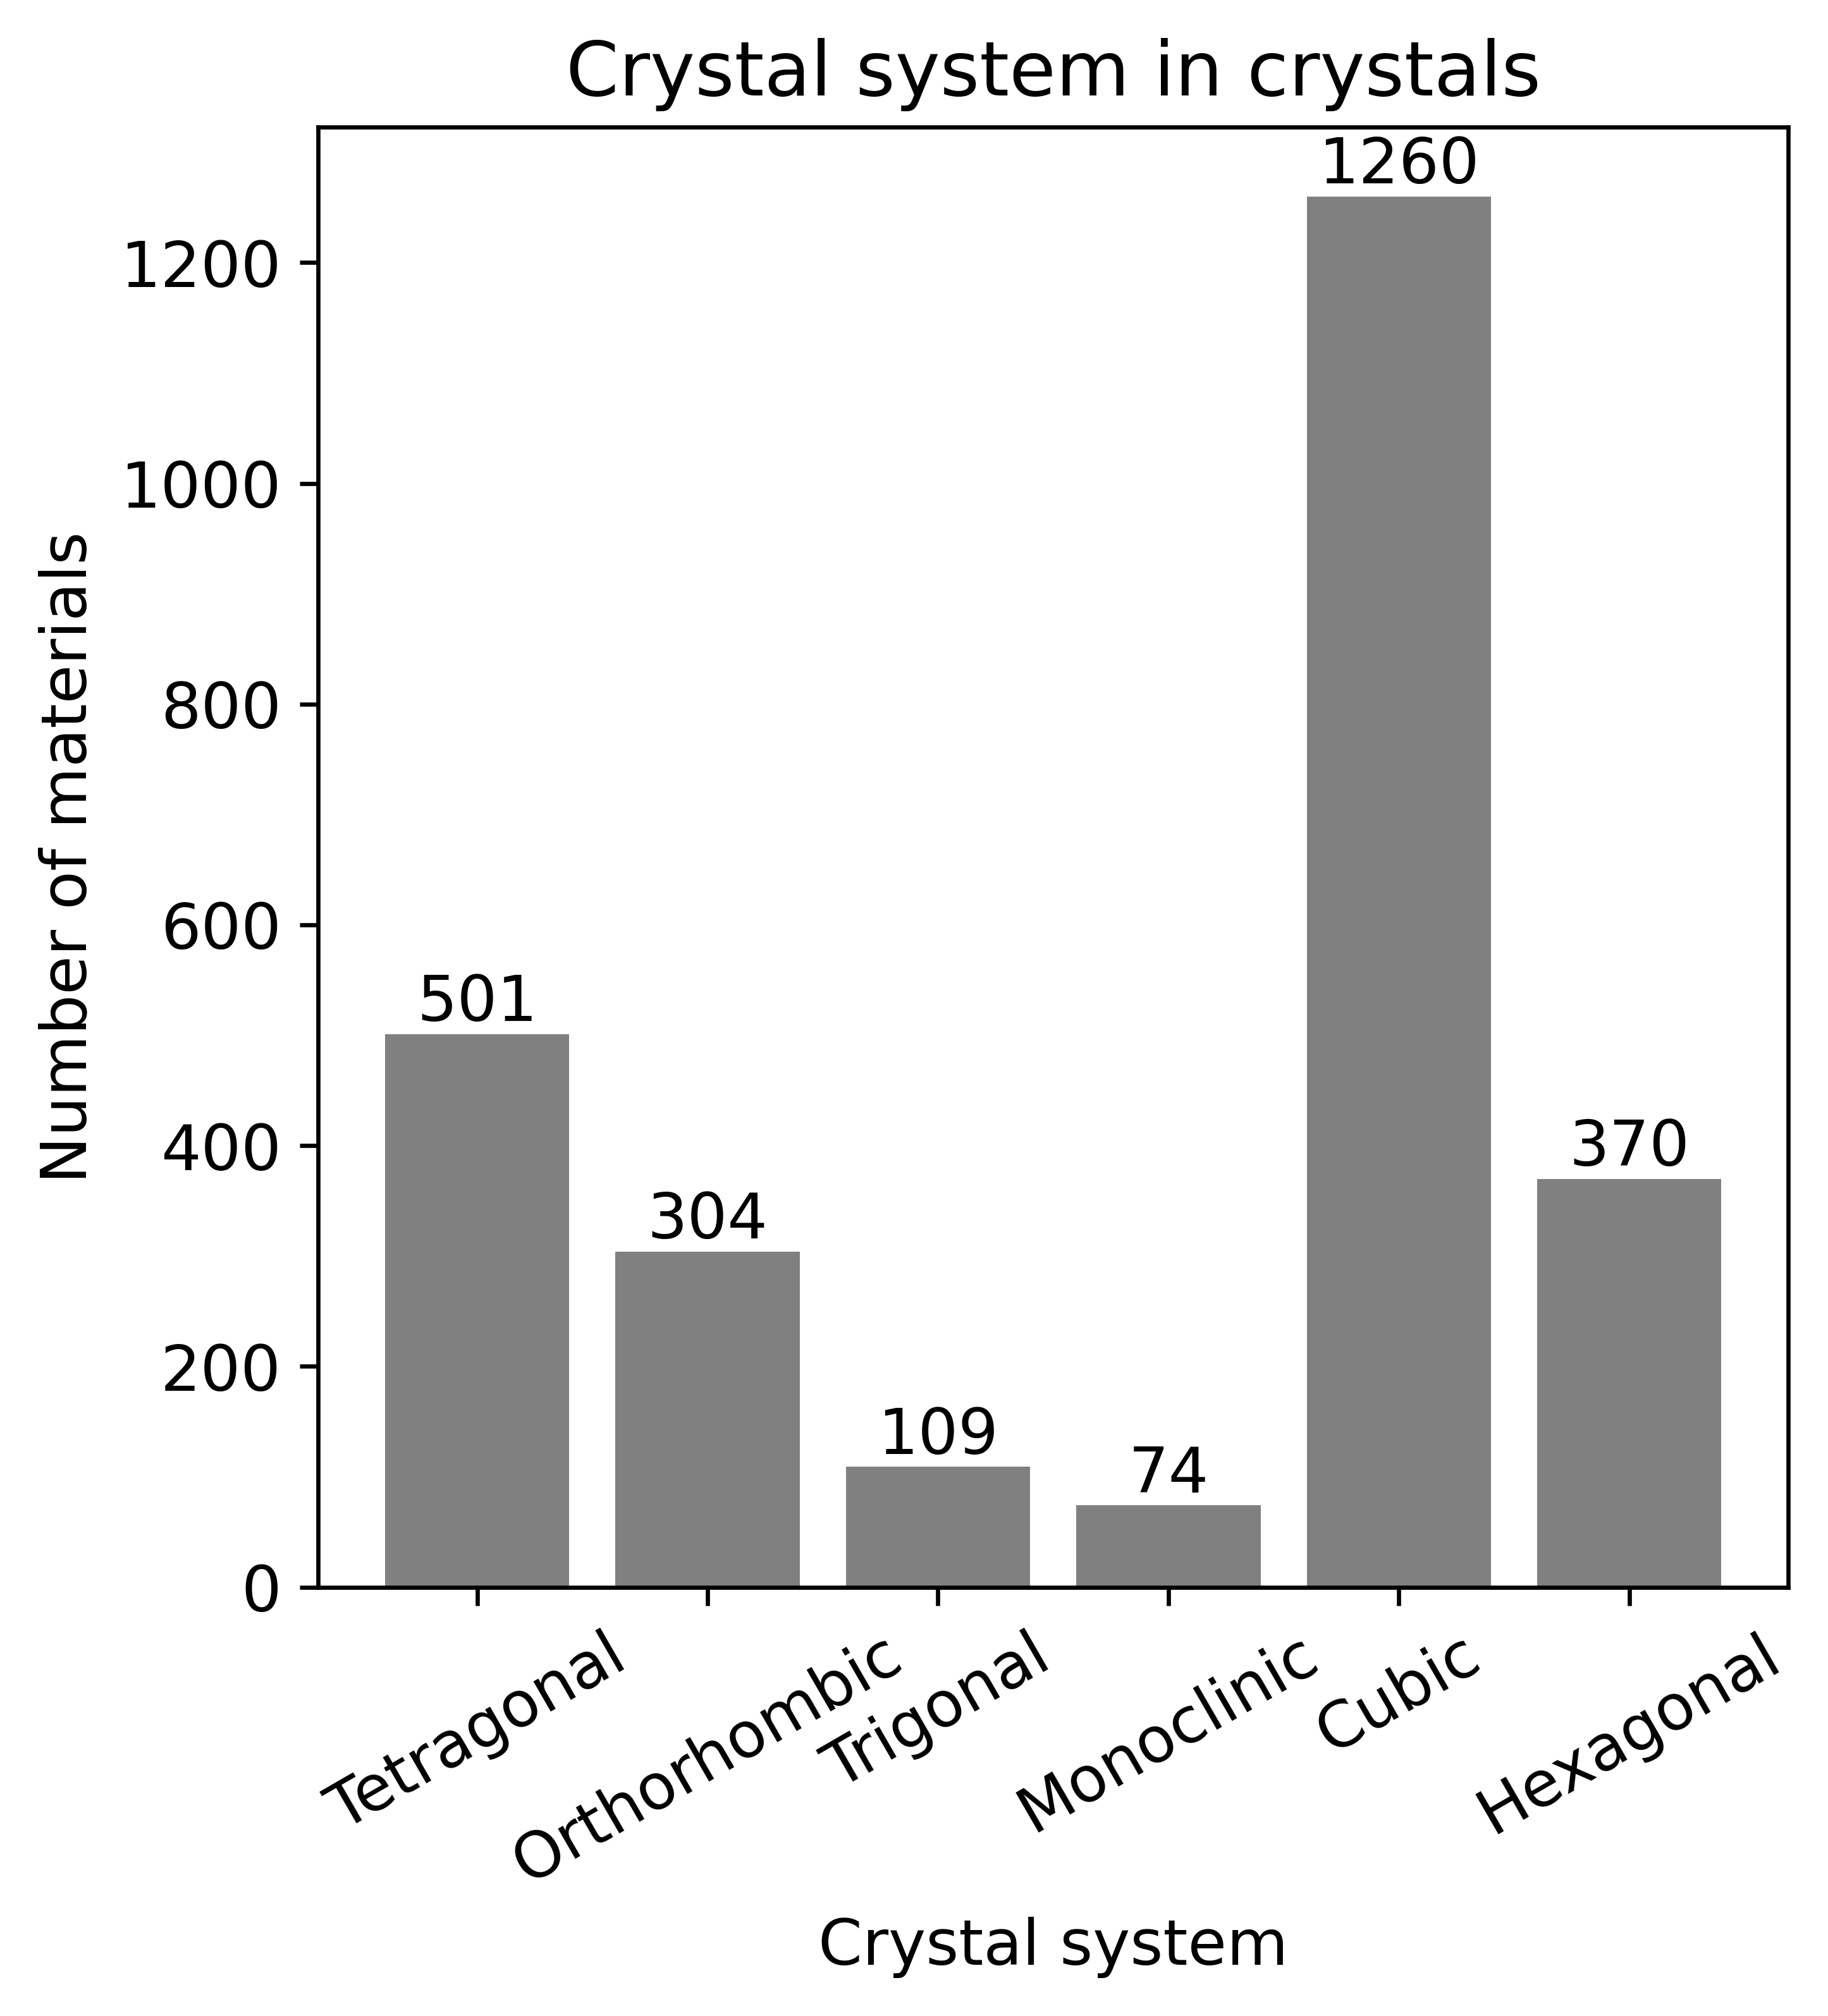 Crystal system in crystals
Number of materials
1200
1000
800
600
400
200
0
501
304
109
74
1260
370
Tetragonal
Orthorhombic
Trigonal
Monoclinic
Cubic
Hexagonal
Crystal system